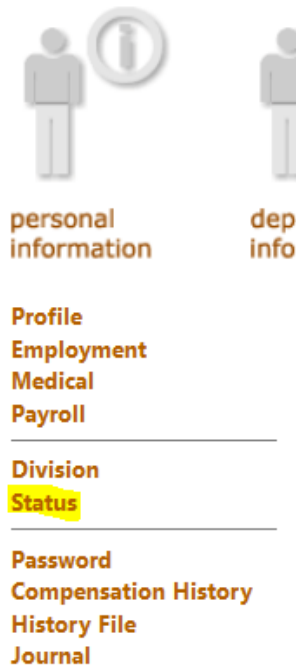 personal
information
Profile
Employment
Medical
Payroll
Division
Status
Password
Compensation History
History File
Journal